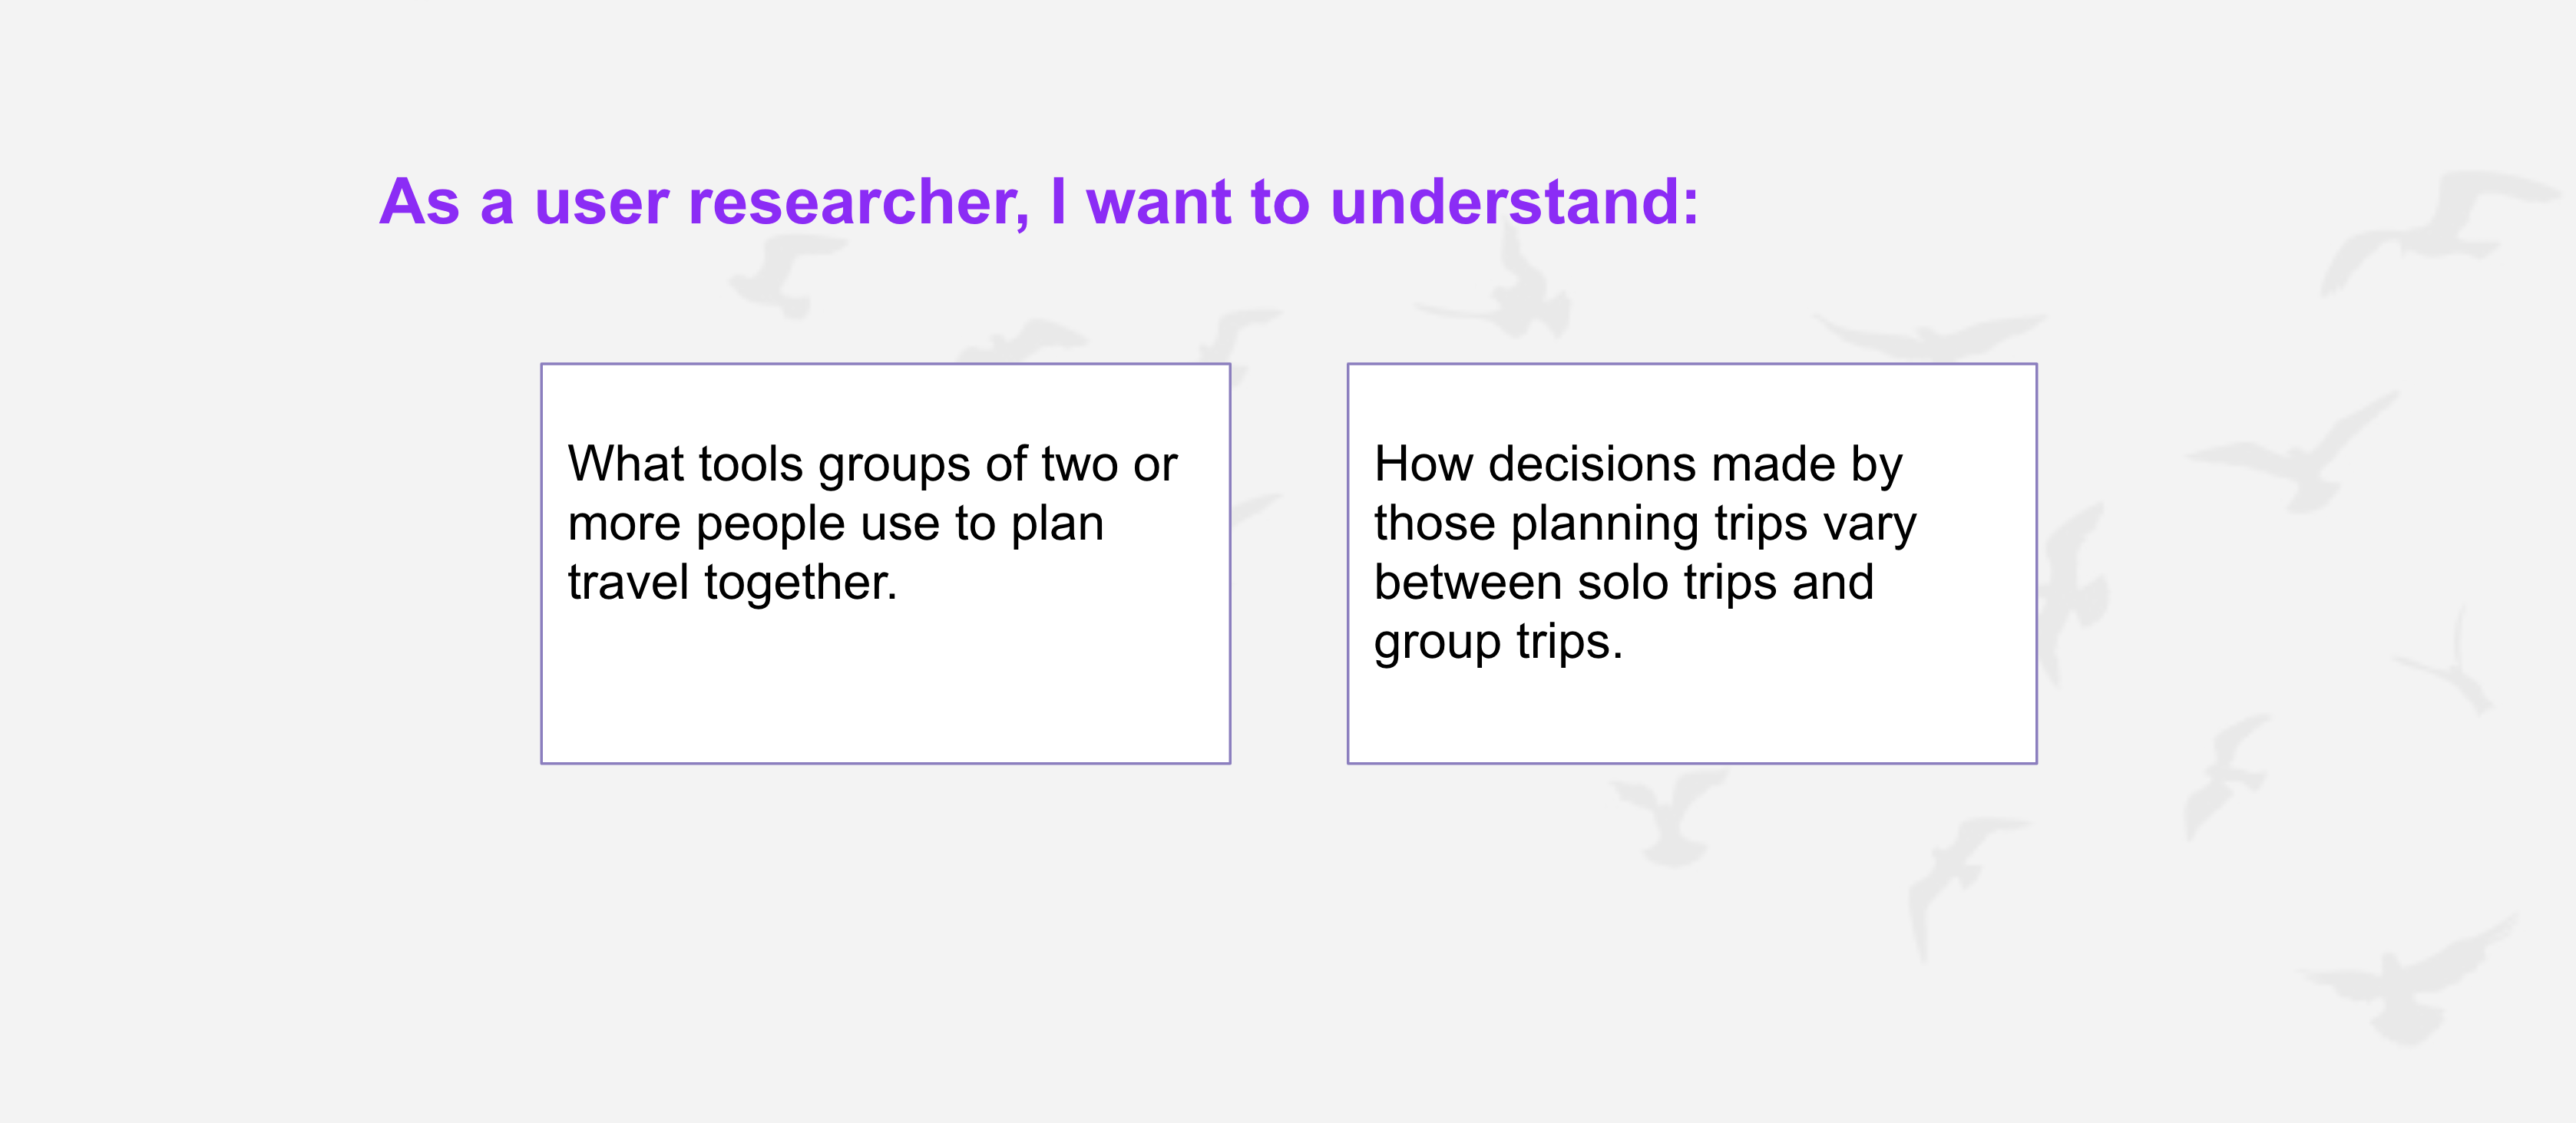 As a user researcher, I want to understand:
What tools groups of two or
more people use to plan
travel together.
How decisions made by
those planning trips vary
between solo trips and
group trips.